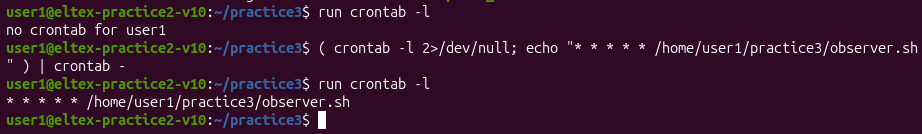 user1@eltex-practice2-v10:~/practice3$ run crontab -l
no crontab for user1
user1@eltex-practice2-v10:~/practice3$ ( crontab -l 2>/dev/null; echo "* * * * * /home/user1/practice3/observer.sh
" ) | crontab -
user1@eltex-practice2-v10:~/practice3$ run crontab -l
* * * * * /home/user1/practice3/observer.sh
user1@eltex-practice2-v10:~/practice3$